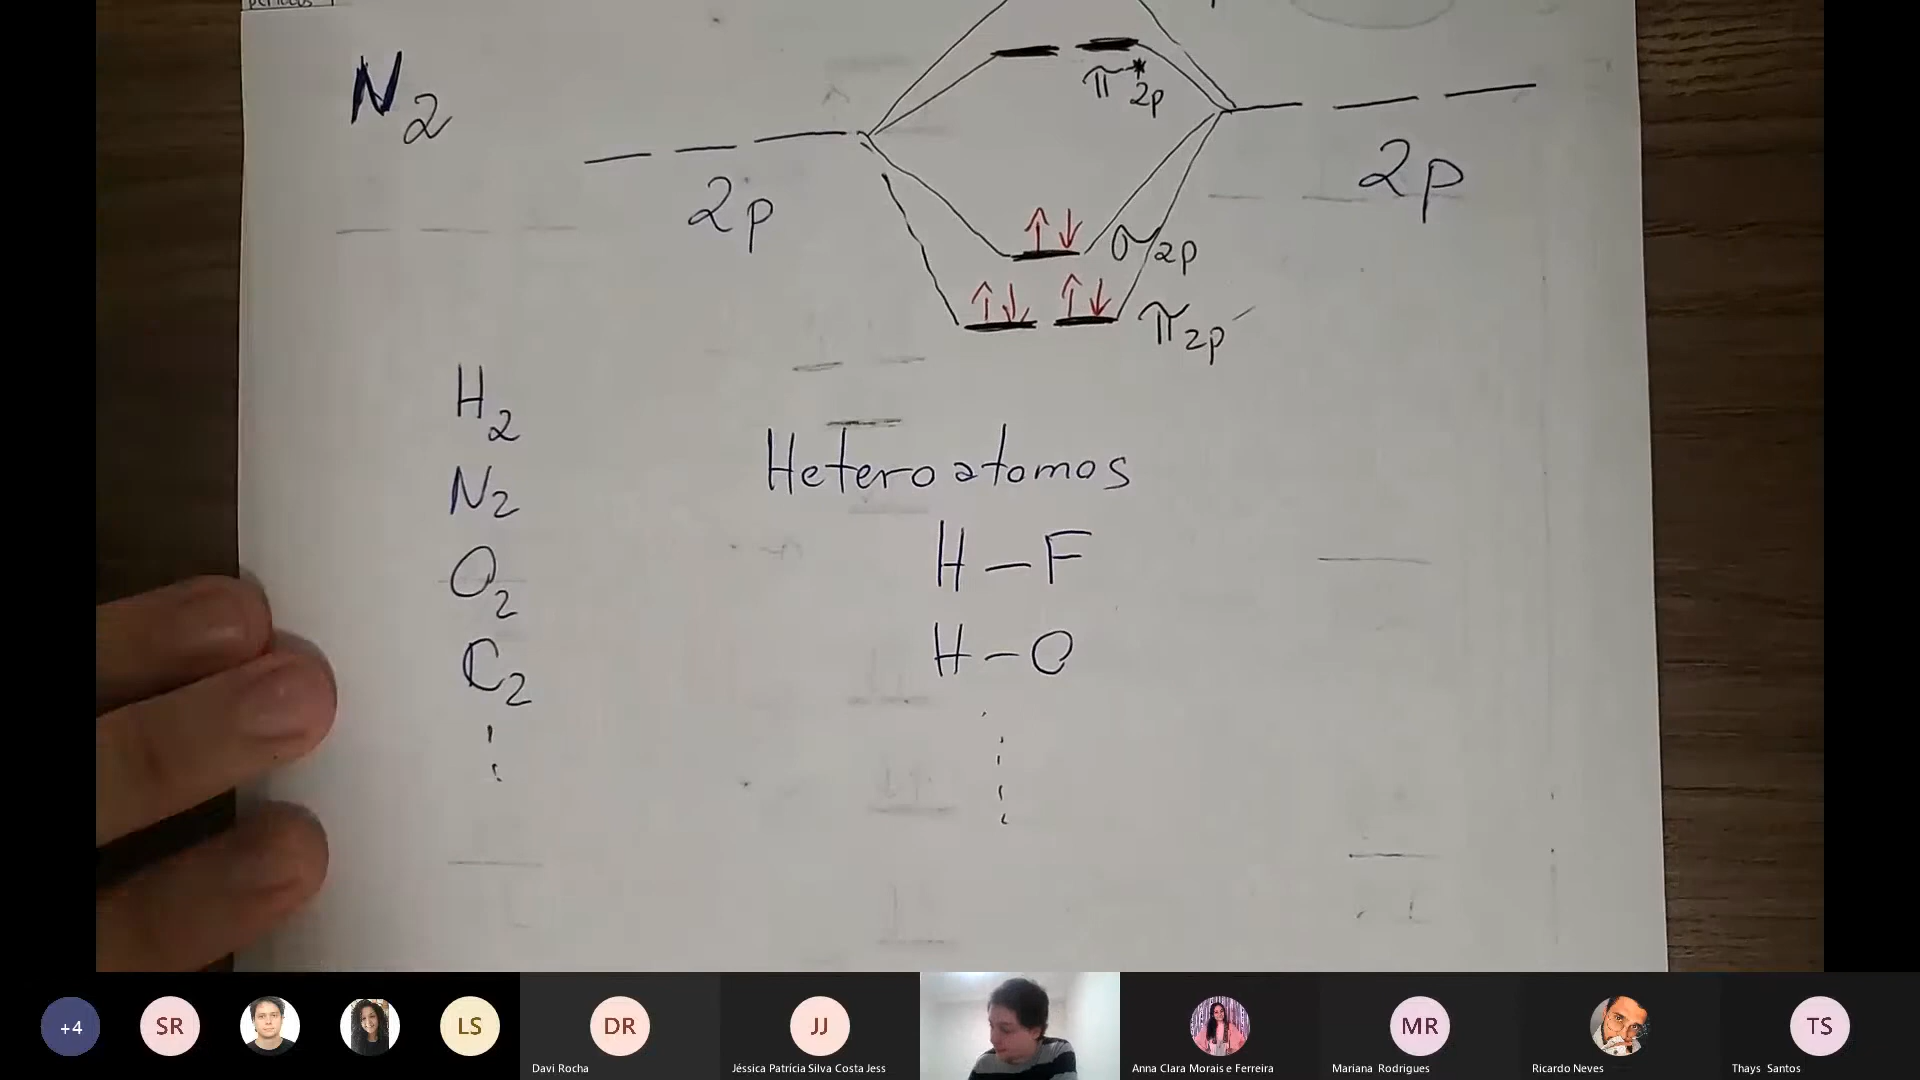 N2
π*2p
2p
2p
↑↓ σ2p
↑↓ ↑↓ π2p
H2
N2
O2
C2
Heteroatomos
H-F
H-O
+4
SR
LS
DR
JJ
MR
TS
Davi Rocha
Jéssica Patrícia Silva Costa Jess
Anna Clara Morais e Ferreira
Mariana Rodrigues
Ricardo Neves
Thays Santos